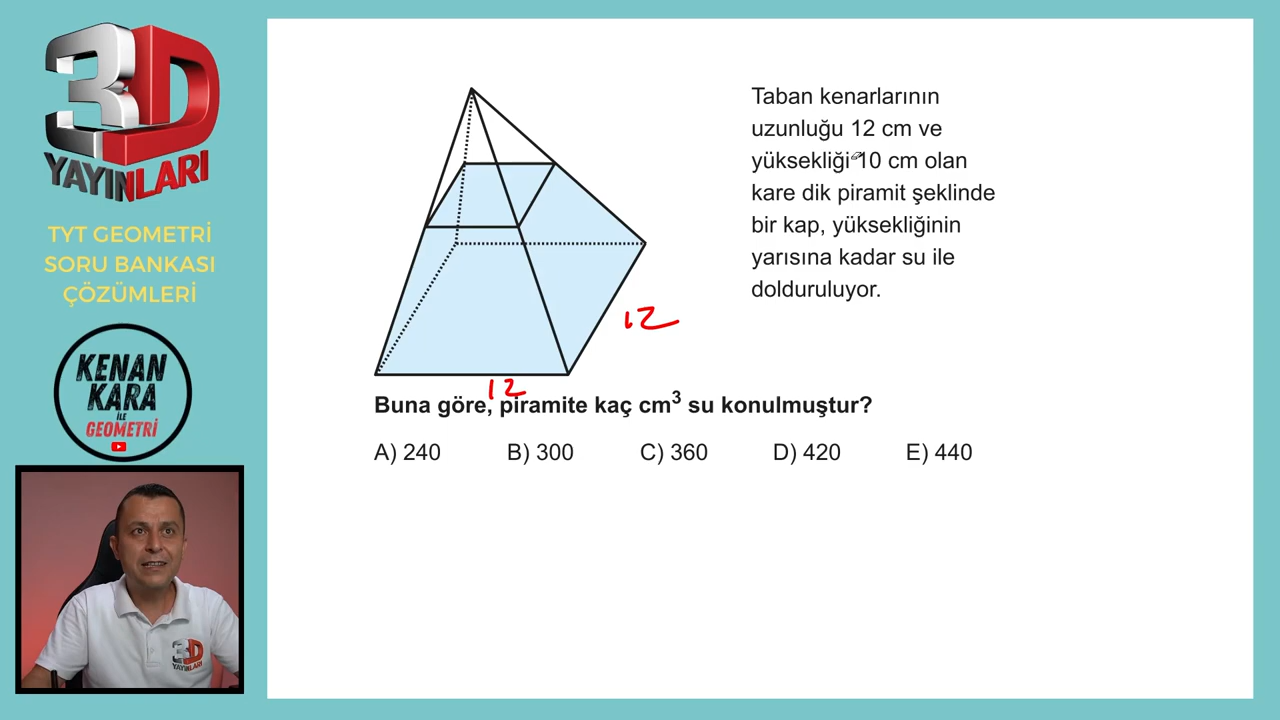 3D
YAYINLARI
TYT GEOMETRİ
SORU BANKASI
ÇÖZÜMLERİ
KENAN
KARA
İLE
GEOMETRİ
3D
YAYINLARI
12
12
Taban kenarlarının
uzunluğu 12 cm ve
yüksekliği 10 cm olan
kare dik piramit şeklinde
bir kap, yüksekliğinin
yarısına kadar su ile
dolduruluyor.
Buna göre, piramite kaç cm³ su konulmuştur?
A) 240 B) 300 C) 360 D) 420 E) 440